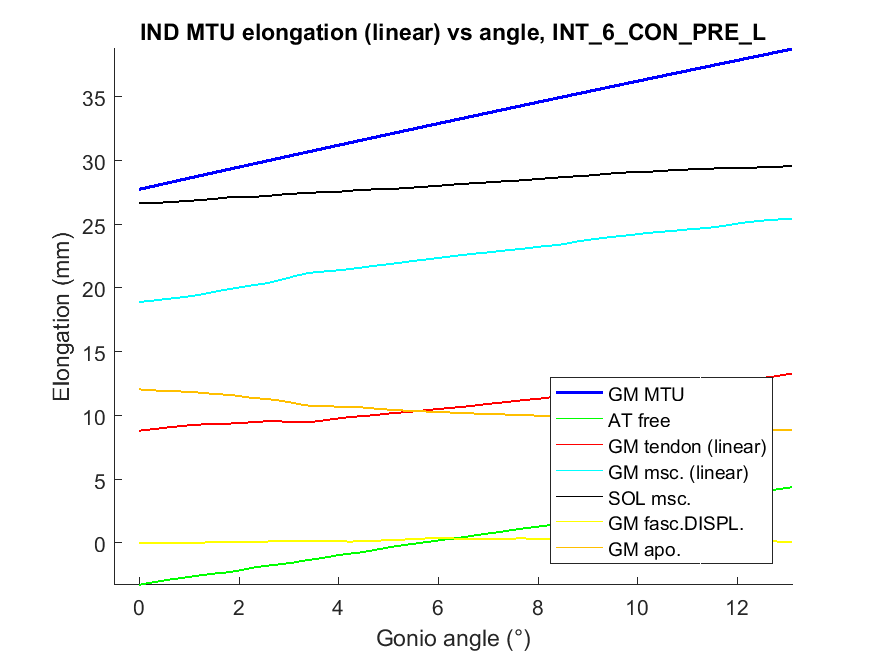 IND MTU elongation (linear) vs angle, INT_6_CON_PRE_L
35
30
25
20
15
10
5
0
Elongation (mm)
GM MTU
AT free
GM tendon (linear)
GM msc. (linear)
SOL msc.
GM fasc.DISPL.
GM apo.
0 2 4 6 8 10 12
Gonio angle (°)